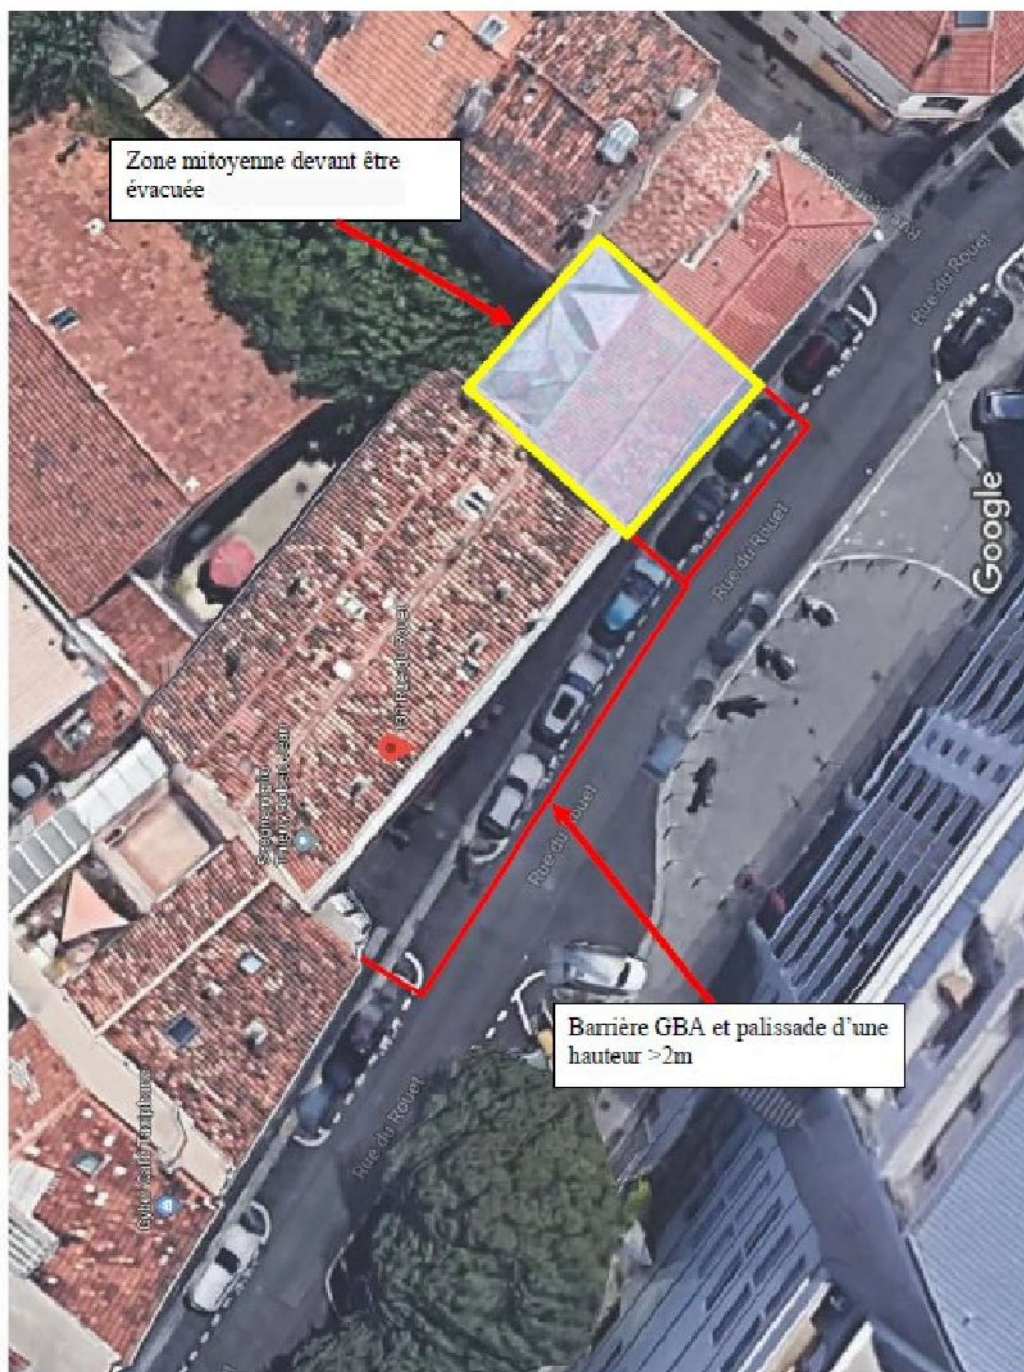 Zone mitoyenne devant être
évacuée
Rue du Rouet
Google
Rue du Rouet
Rue du Rouet
Barrière GBA et palissade d'une
hauteur >2m
Rue du Rouet